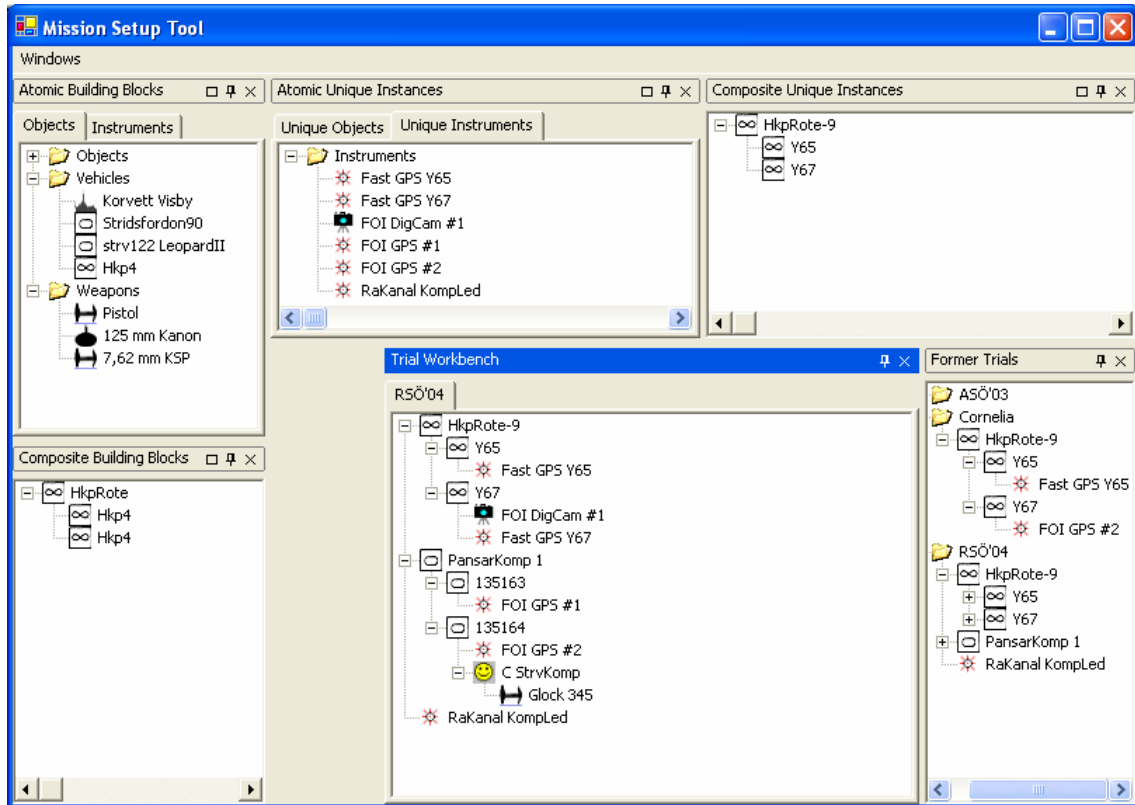 Mission Setup Tool
Windows
Atomic Building Blocks
Objects Instruments
Objects
Vehicles
Korvett Visby
Stridsfordon90
strv122 LeopardII
Hkp4
Weapons
Pistol
125 mm Kanon
7,62 mm KSP
Atomic Unique Instances
Unique Objects Unique Instruments
Instruments
Fast GPS Y65
Fast GPS Y67
FOI DigCam #1
FOI GPS #1
FOI GPS #2
RaKanal KompLed
Composite Unique Instances
HkpRote-9
Y65
Y67
Composite Building Blocks
HkpRote
Hkp4
Hkp4
Trial Workbench
RSÖ'04
HkpRote-9
Y65
Fast GPS Y65
Y67
FOI DigCam #1
Fast GPS Y67
PansarKomp 1
135163
FOI GPS #1
135164
FOI GPS #2
C StrvKomp
Glock 345
RaKanal KompLed
Former Trials
ASÖ'03
Cornelia
HkpRote-9
Y65
Fast GPS Y65
Y67
FOI GPS #2
RSÖ'04
HkpRote-9
Y65
Y67
PansarKomp 1
RaKanal KompLed